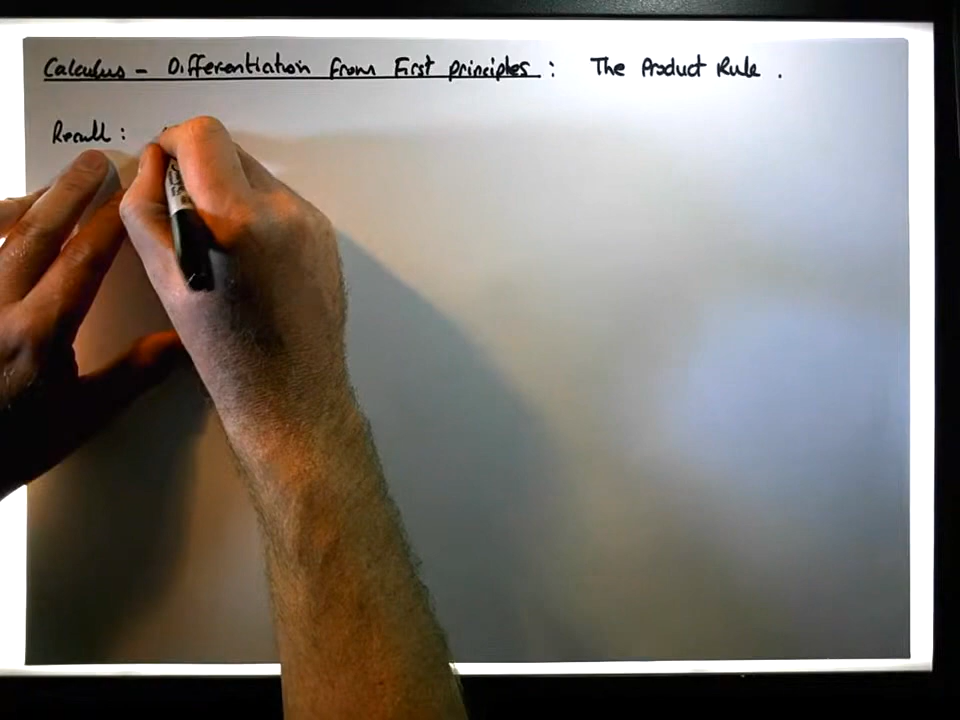 Calculus - Differentiation from First principles : The Product Rule .
Recall :